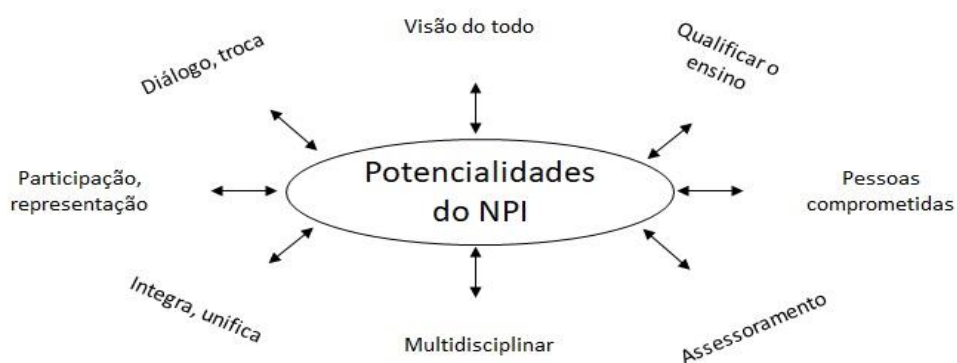 Visão do todo
Diálogo, troca
Qualificar o
ensino
Participação,
representação
Potencialidades
do NPI
Pessoas
comprometidas
Integra, unifica
Multidisciplinar
Assessoramento